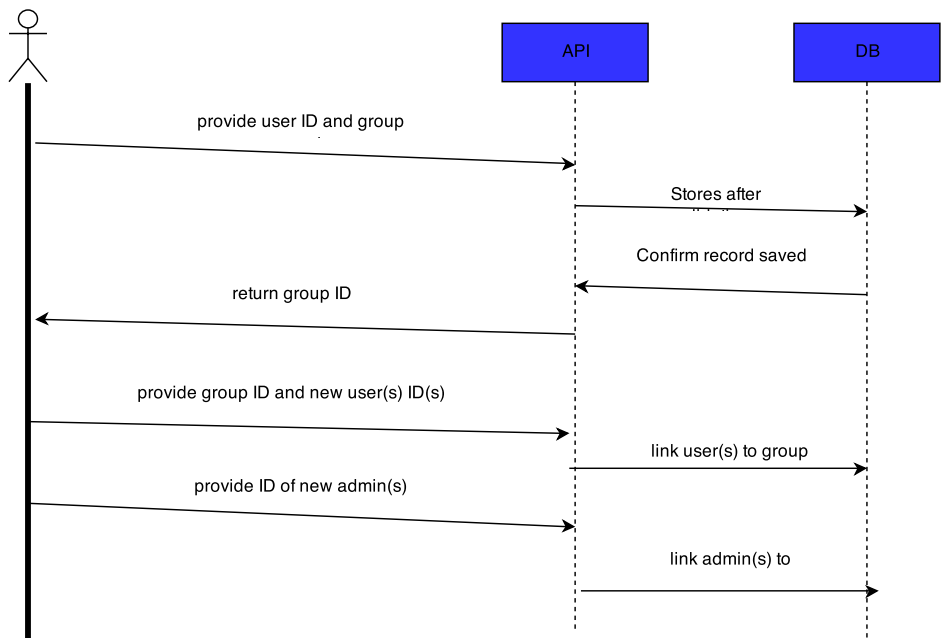 API
DB
provide user ID and group
Stores after
Confirm record saved
return group ID
provide group ID and new user(s) ID(s)
link user(s) to group
provide ID of new admin(s)
link admin(s) to